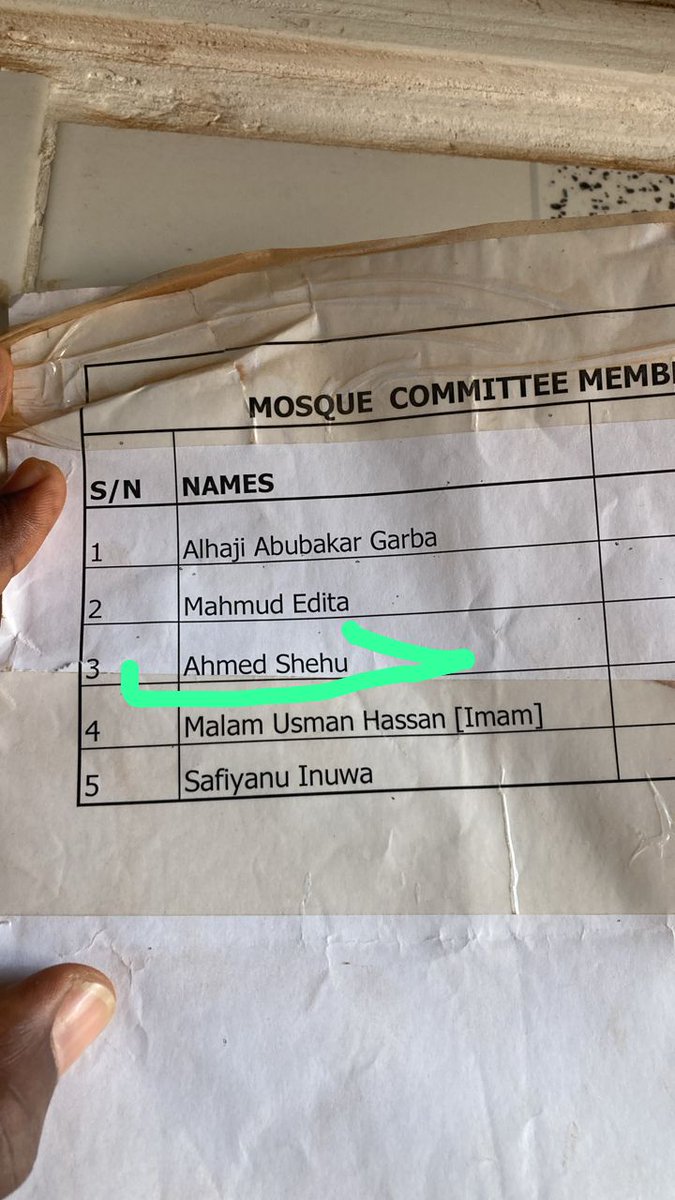 MOSQUE COMMITTEE MEMB
S/N NAMES
1 Alhaji Abubakar Garba
2 Mahmud Edita
3 Ahmed Shehu
4 Malam Usman Hassan [Imam]
5 Safiyanu Inuwa